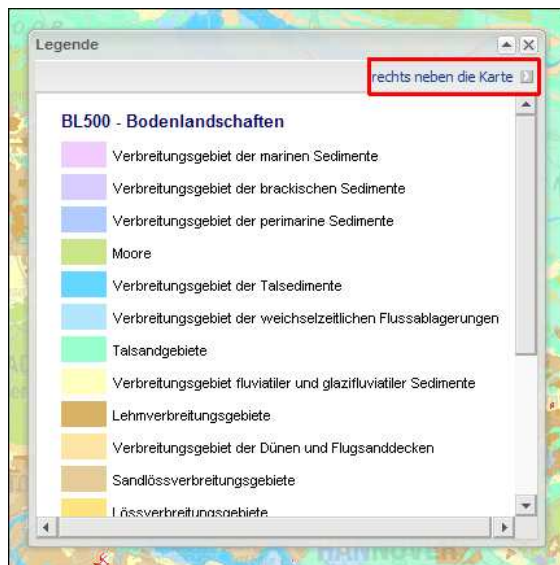 Legende
rechts neben die Karte
BL500 - Bodenlandschaften
Verbreitungsgebiet der marinen Sedimente
Verbreitungsgebiet der brackischen Sedimente
Verbreitungsgebiet der perimarine Sedimente
Moore
Verbreitungsgebiet der Talsedimente
Verbreitungsgebiet der weichselzeitlichen Flussablagerungen
Talsandgebiete
Verbreitungsgebiet fluviatiler und glazifluviatiler Sedimente
Lehmverbreitungsgebiete
Verbreitungsgebiet der Dünen und Flugsanddecken
Sandlössverbreitungsgebiete
Lössverbreitungsgebiete
HANNOVER